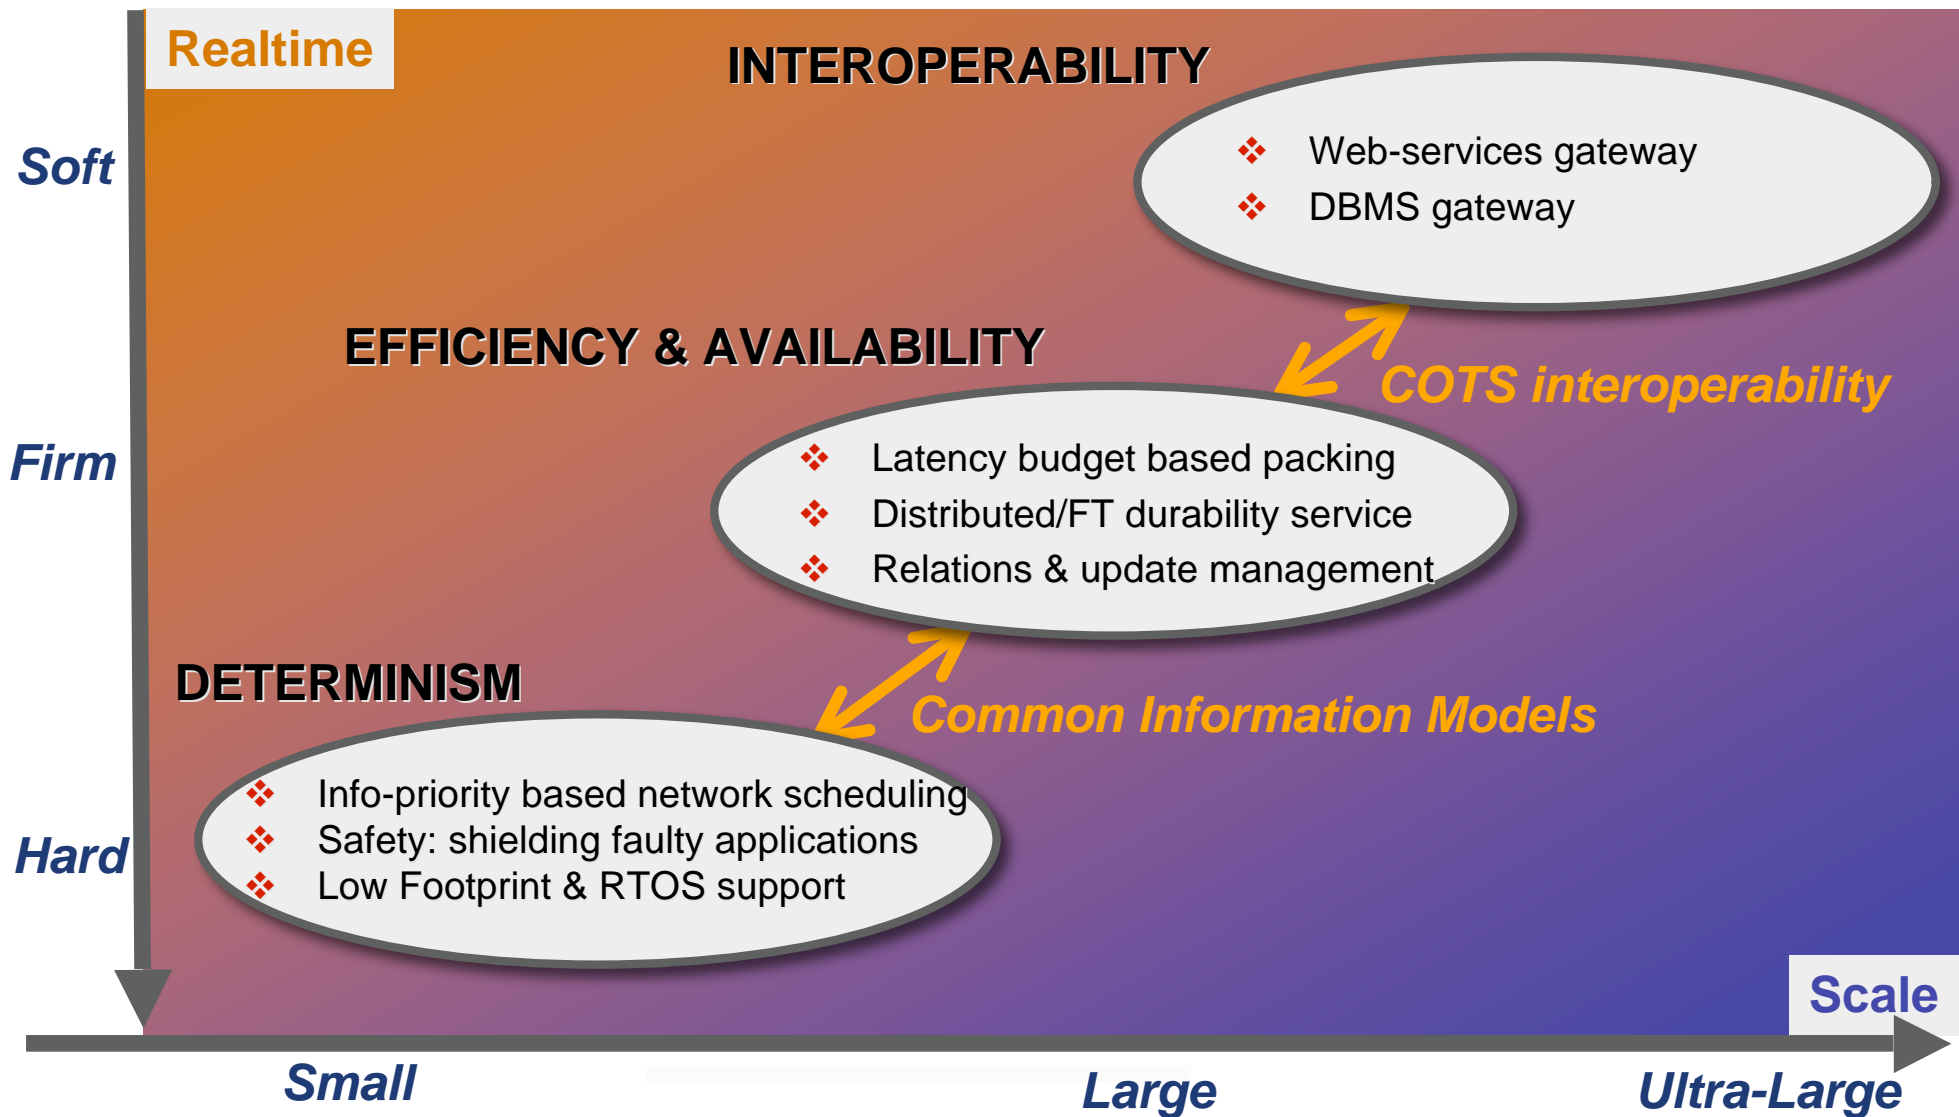 Realtime
INTEROPERABILITY
Soft
Web-services gateway
DBMS gateway
EFFICIENCY & AVAILABILITY
COTS interoperability
Firm
Latency budget based packing
Distributed/FT durability service
Relations & update management
DETERMINISM
Common Information Models
Hard
Info-priority based network scheduling
Safety: shielding faulty applications
Low Footprint & RTOS support
Scale
Small
Large
Ultra-Large